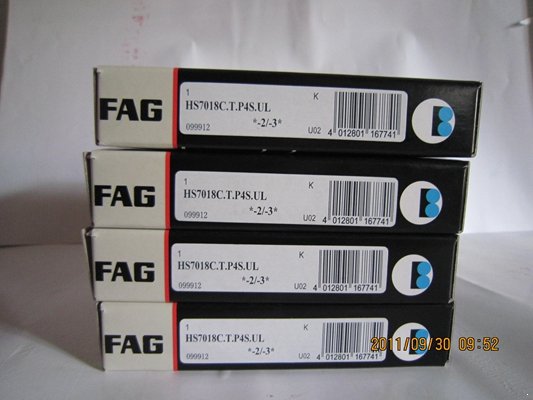 FAG
1
K
HS7018C.T.P4S.UL
*-2/-3*
099912
U02
4 012801 167741
FAG
1
K
HS7018C.T.P4S.UL
*-2/-3*
099912
U02
4 012801 167741
FAG
1
K
HS7018C.T.P4S.UL
*-2/-3*
099912
U02
4 012801 167741
FAG
1
K
HS7018C.T.P4S.UL
*-2/-3*
099912
U02
4 012801 167741
2011/09/30 09:52